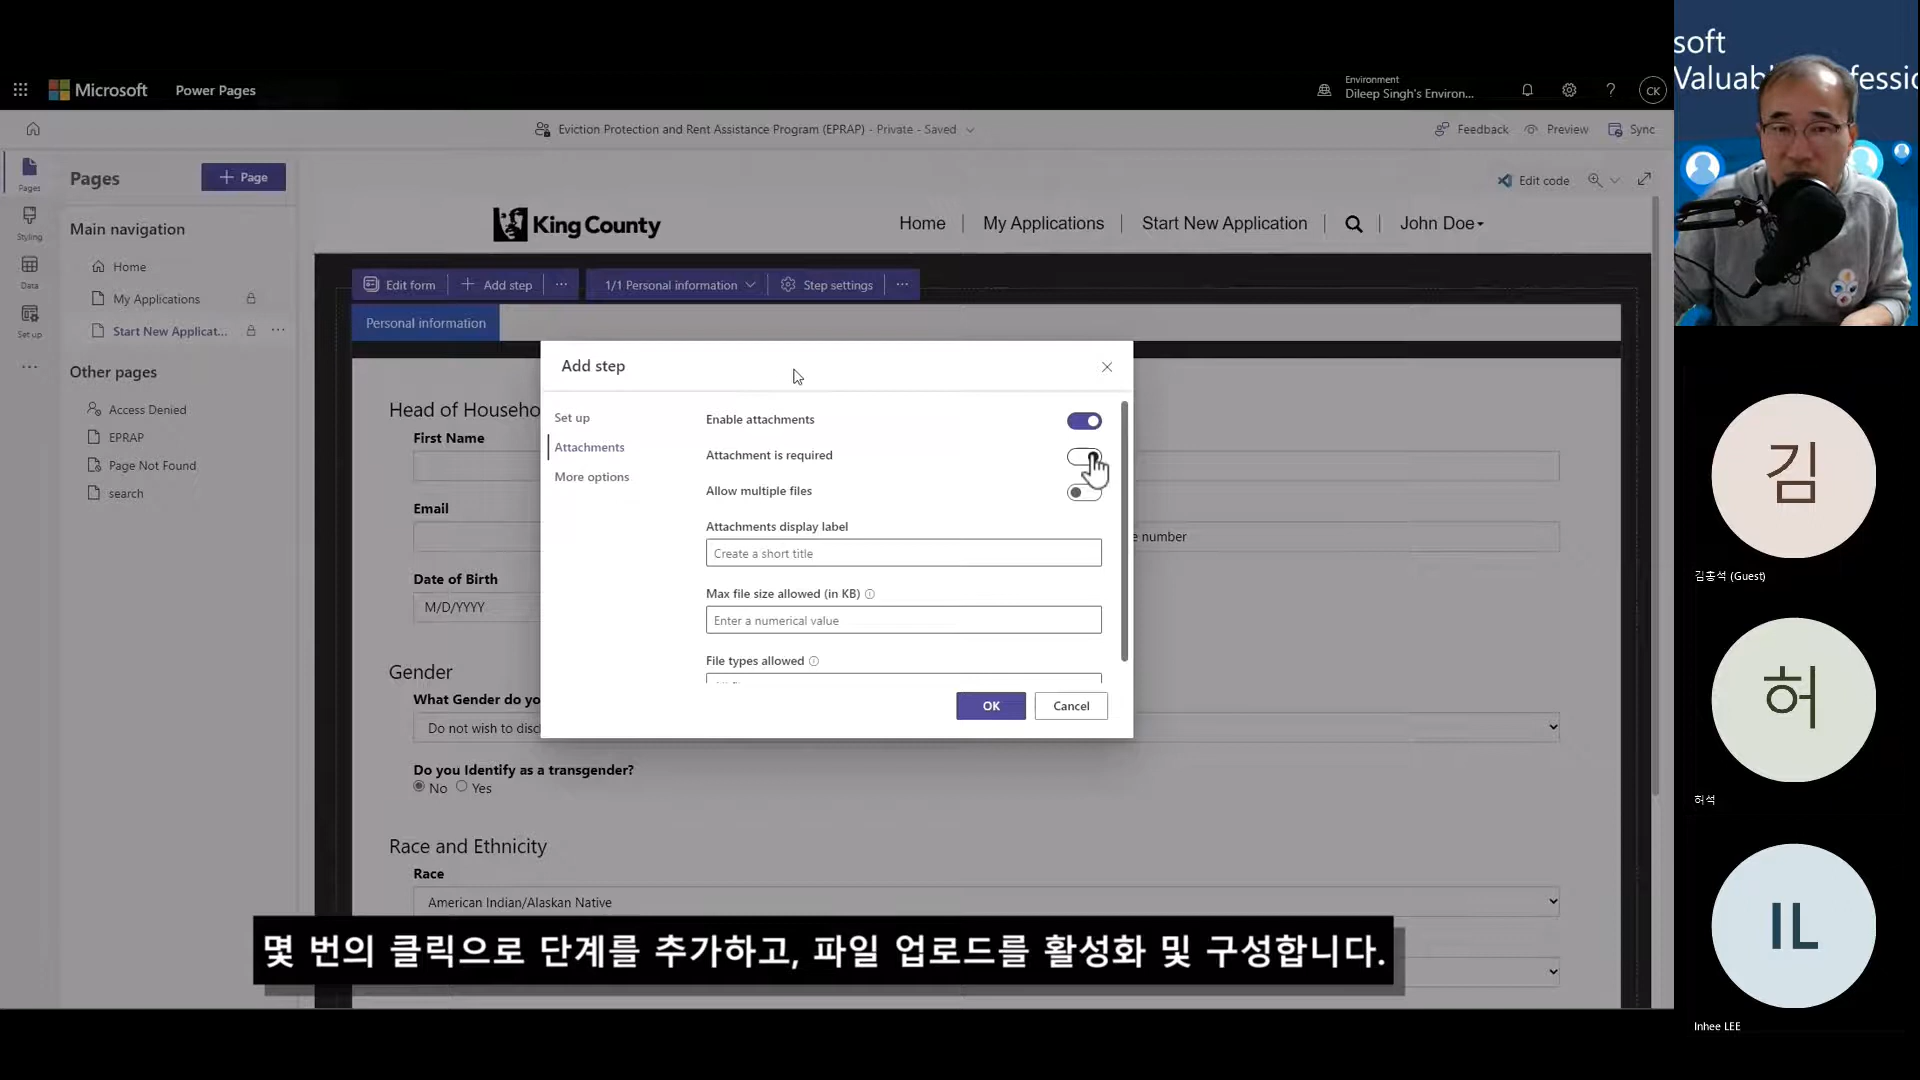 Microsoft
Power Pages
Environment
Dileep Singh's Environ...
CK
Eviction Protection and Rent Assistance Program (EPRAP) - Private - Saved
Feedback
Preview
Sync
Pages
Styling
Data
Set up
Pages
Page
Main navigation
Home
My Applications
Start New Applicat...
Other pages
Access Denied
EPRAP
Page Not Found
search
Edit code
King County
Home
My Applications
Start New Application
John Doe
Edit form
Add step
1/1 Personal information
Step settings
Personal information
Head of Househo
First Name
Email
e number
Date of Birth
M/D/YYYY
Gender
What Gender do yo
Do not wish to discl
Do you Identify as a transgender?
No
Yes
Race and Ethnicity
Race
American Indian/Alaskan Native
Add step
Set up
Attachments
More options
Enable attachments
Attachment is required
Allow multiple files
Attachments display label
Create a short title
Max file size allowed (in KB)
Enter a numerical value
File types allowed
OK
Cancel
몇 번의 클릭으로 단계를 추가하고, 파일 업로드를 활성화 및 구성합니다.
soft
Valuabl
fessio
김
김홍석 (Guest)
허
허석
IL
Inhee LEE